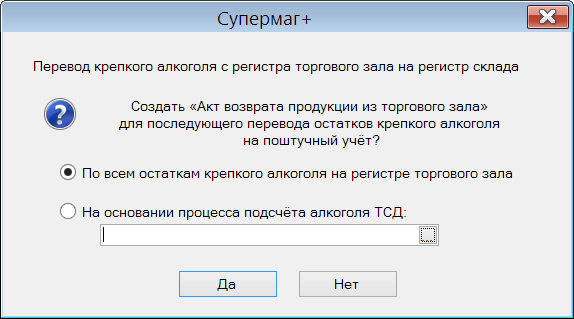 Супермаг+
Перевод крепкого алкоголя с регистра торгового зала на регистр склада
Создать «Акт возврата продукции из торгового зала»
для последующего перевода остатков крепкого алкоголя
на поштучный учёт?
По всем остаткам крепкого алкоголя на регистре торгового зала
На основании процесса подсчёта алкоголя ТСД:
...
Да
Нет